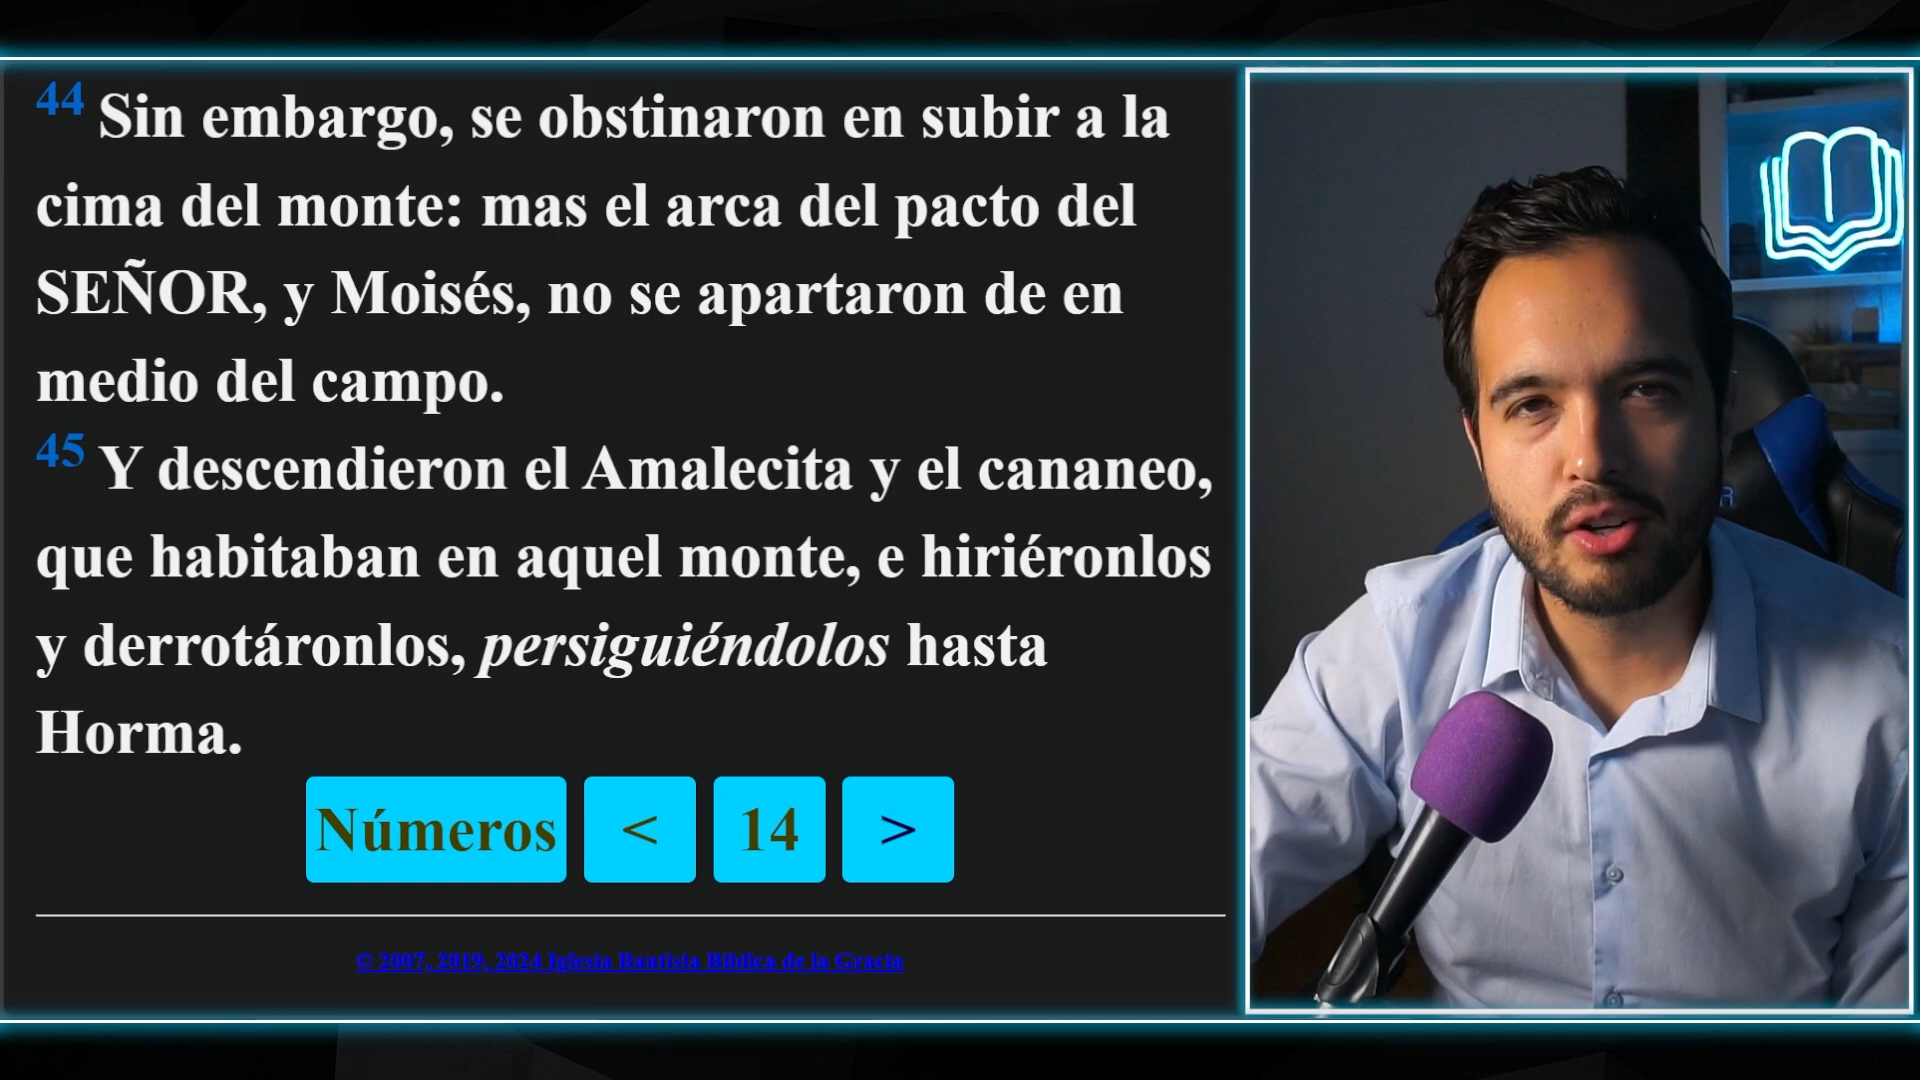 44 Sin embargo, se obstinaron en subir a la
cima del monte: mas el arca del pacto del
SEÑOR, y Moisés, no se apartaron de en
medio del campo.
45 Y descendieron el Amalecita y el cananeo,
que habitaban en aquel monte, e hiriéronlos
y derrotáronlos, persiguiéndolos hasta
Horma.
Números < 14 >
© 2007, 2019, 2024 Iglesia Bautista Bíblica de la Gracia